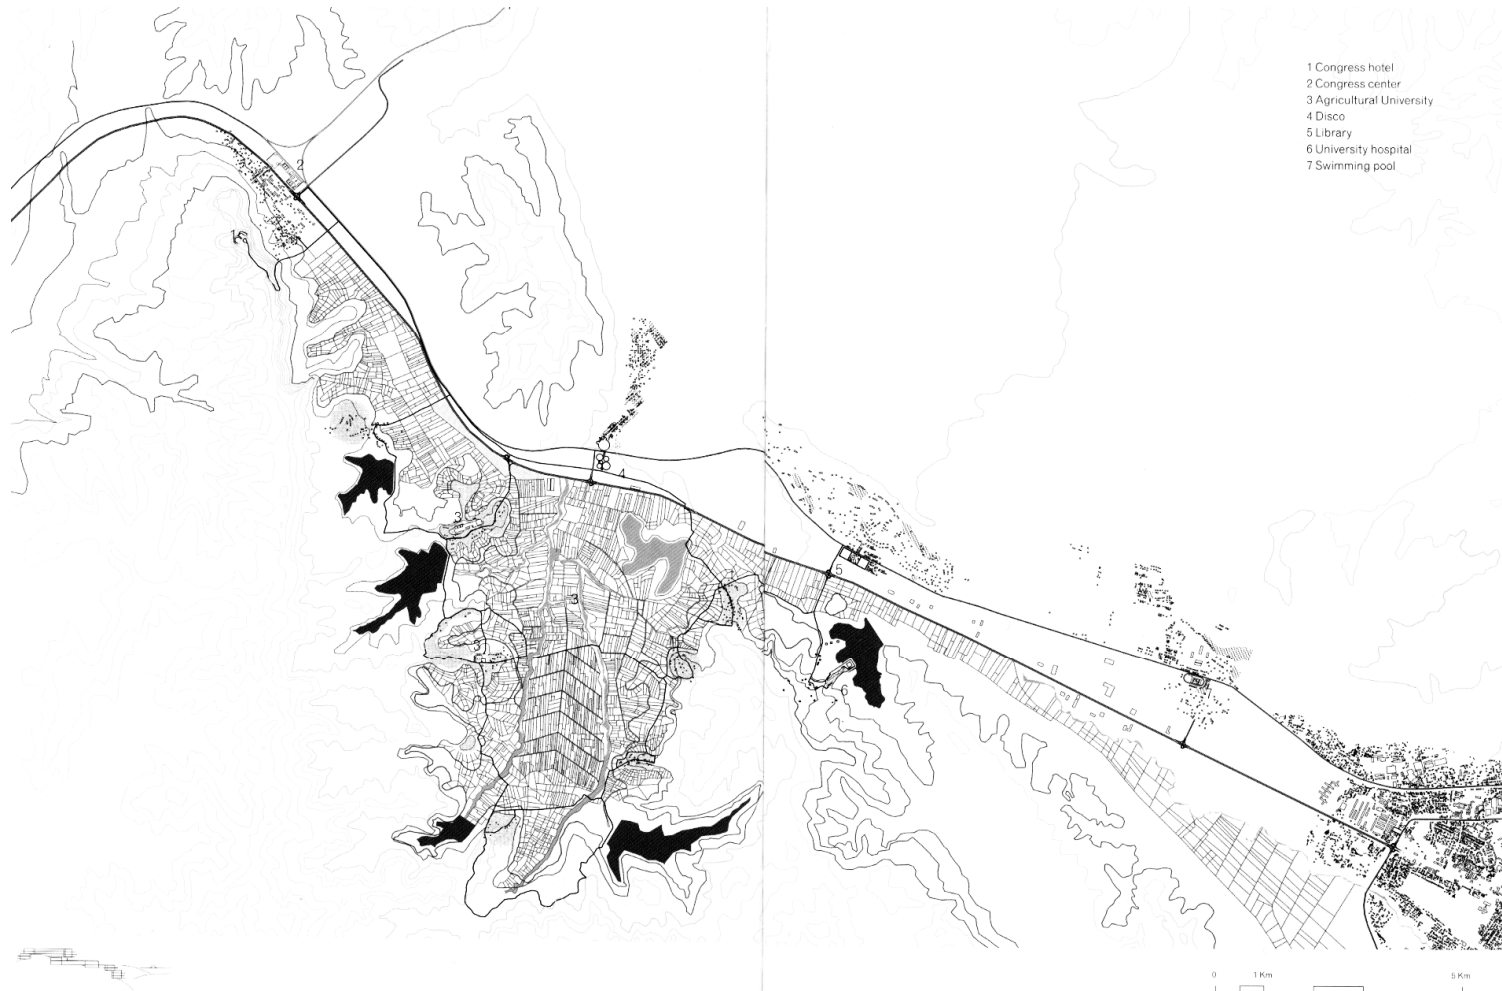 1 Congress hotel
2 Congress center
3 Agricultural University
4 Disco
5 Library
6 University hospital
7 Swimming pool
2
1
4
3
5
3
3
6
0 1 Km 5 Km